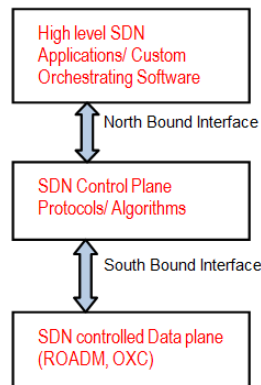 High level SDN
Applications/ Custom
Orchestrating Software
North Bound Interface
SDN Control Plane
Protocols/ Algorithms
South Bound Interface
SDN controlled Data plane
(ROADM, OXC)